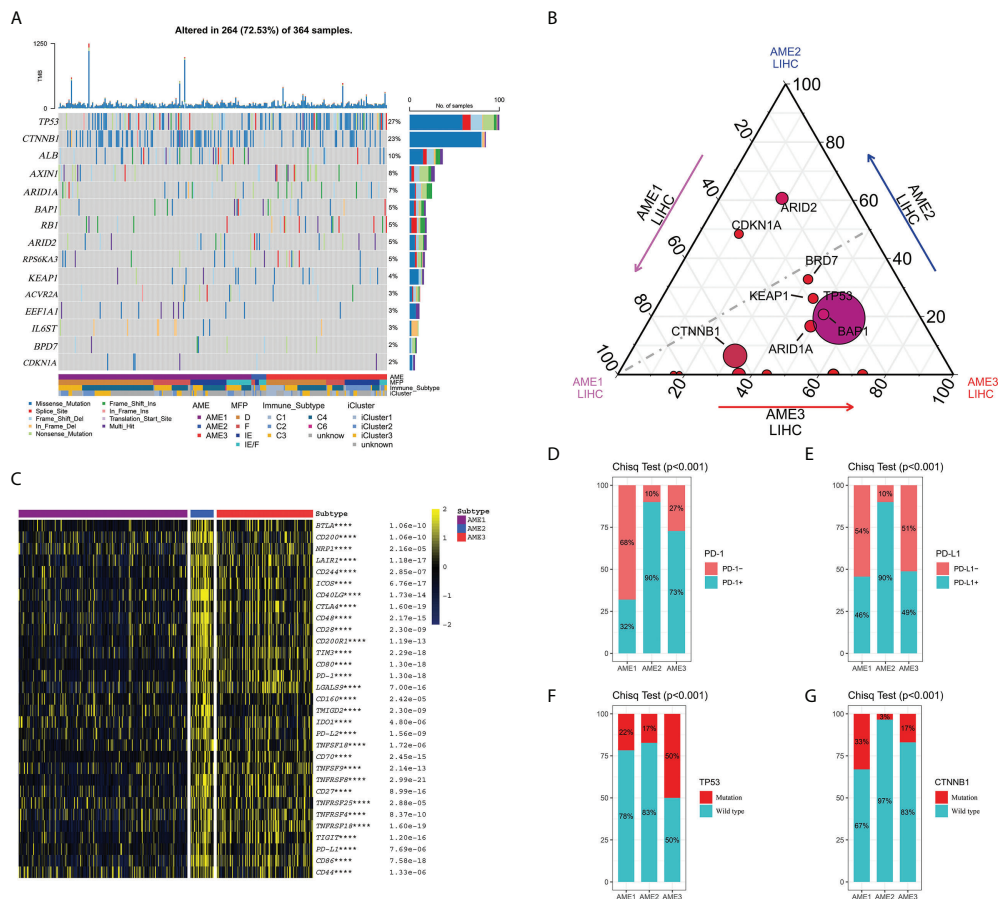 A
Altered in 264 (72.53%) of 364 samples.
1250
TMB
0
No. of samples
0
100
TP53 27%
CTNNB1 23%
ALB 10%
AXIN1 8%
ARID1A 7%
BAP1 5%
RB1 5%
ARID2 5%
RPS6KA3 5%
KEAP1 4%
ACVR2A 3%
EEF1A1 3%
IL6ST 3%
BPD7 2%
CDKN1A 2%
AME
MFP
Immune_Subtype
iCluster
Missense_Mutation
Splice_Site
Frame_Shift_Del
In_Frame_Del
Nonsense_Mutation
Frame_Shift_Ins
In_Frame_Ins
Translation_Start_Site
Multi_Hit
AME
AME1
AME2
AME3
MFP
D
F
IE
IE/F
Immune_Subtype
C1
C2
C3
C4
C6
unknow
iCluster
iCluster1
iCluster2
iCluster3
unknown
B
AME2
LIHC
100
20
80
40
60
60
40
80
20
100
AME1
LIHC
AME2
LIHC
ARID2
CDKN1A
BRD7
KEAP1
TP53
CTNNB1
BAP1
ARID1A
AME1
LIHC
20
40
60
80
100
AME3
LIHC
AME3
LIHC
C
Subtype
BTLA**** 1.06e-10
CD200**** 1.06e-10
NRP1**** 2.16e-05
LAIR1**** 1.18e-17
CD244**** 2.85e-07
ICOS**** 6.76e-17
CD40LG**** 1.73e-14
CTLA4**** 1.60e-19
CD48**** 2.17e-15
CD28**** 2.30e-09
CD200R1**** 1.19e-13
TIM3**** 2.29e-18
CD80**** 1.30e-18
PD-1**** 1.30e-18
LGALS9**** 7.00e-16
CD160**** 2.42e-05
TMIGD2**** 2.30e-09
IDO1**** 4.80e-06
PD-L2**** 1.56e-09
TNFSF18**** 1.72e-06
CD70**** 2.45e-15
TNFSF9**** 2.14e-13
TNFRSF8**** 2.99e-21
CD27**** 8.99e-16
TNFRSF25**** 2.88e-05
TNFRSF4**** 8.37e-10
TNFRSF18**** 1.60e-19
TIGIT**** 1.20e-16
PD-L1**** 7.69e-06
CD86**** 7.58e-18
CD44**** 1.33e-06
2
1
0
−1
−2
Subtype
AME1
AME2
AME3
D
Chisq Test (p<0.001)
100
75
50
25
0
68%
32%
10%
90%
27%
73%
AME1 AME2 AME3
PD-1
PD-1−
PD-1+
E
Chisq Test (p<0.001)
100
75
50
25
0
54%
46%
10%
90%
51%
49%
AME1 AME2 AME3
PD-L1
PD-L1−
PD-L1+
F
Chisq Test (p<0.001)
100
75
50
25
0
22%
78%
17%
83%
50%
50%
AME1 AME2 AME3
TP53
Mutation
Wild type
G
Chisq Test (p<0.001)
100
75
50
25
0
33%
67%
3%
97%
17%
83%
AME1 AME2 AME3
CTNNB1
Mutation
Wild type